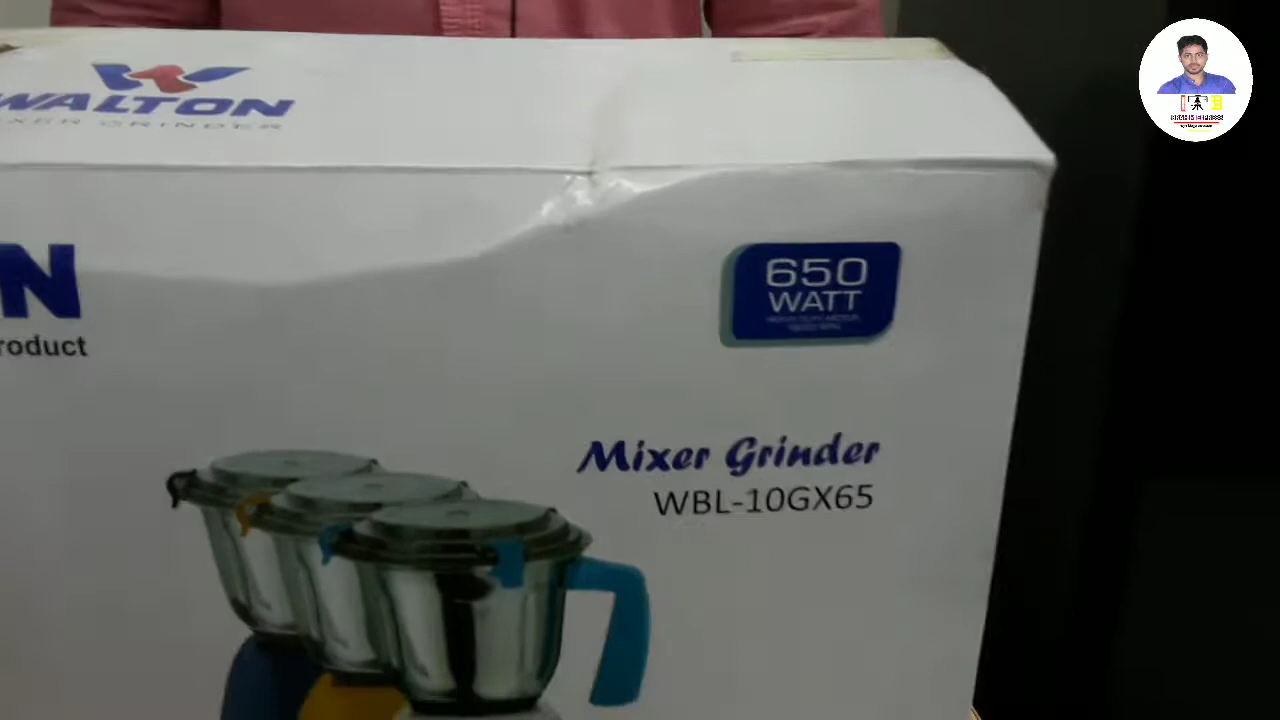 WALTON
MIXER GRINDER
N
roduct
650
WATT
Mixer Grinder
WBL-10GX65